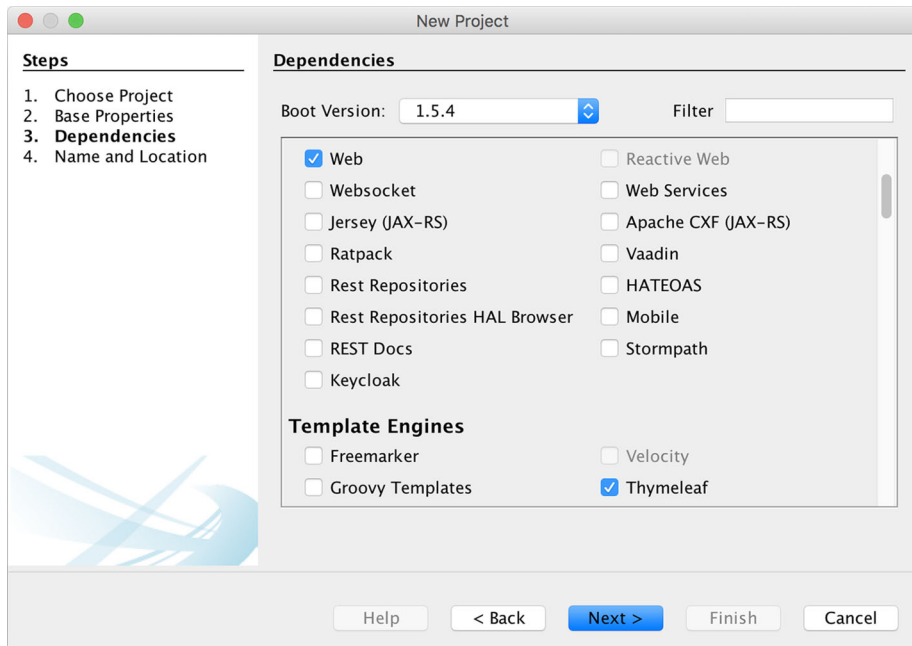 New Project
Steps
1. Choose Project
2. Base Properties
3. Dependencies
4. Name and Location
Dependencies
Boot Version: 1.5.4 Filter
Web Reactive Web
Websocket Web Services
Jersey (JAX-RS) Apache CXF (JAX-RS)
Ratpack Vaadin
Rest Repositories HATEOAS
Rest Repositories HAL Browser Mobile
REST Docs Stormpath
Keycloak
Template Engines
Freemarker Velocity
Groovy Templates Thymeleaf
Help < Back Next > Finish Cancel